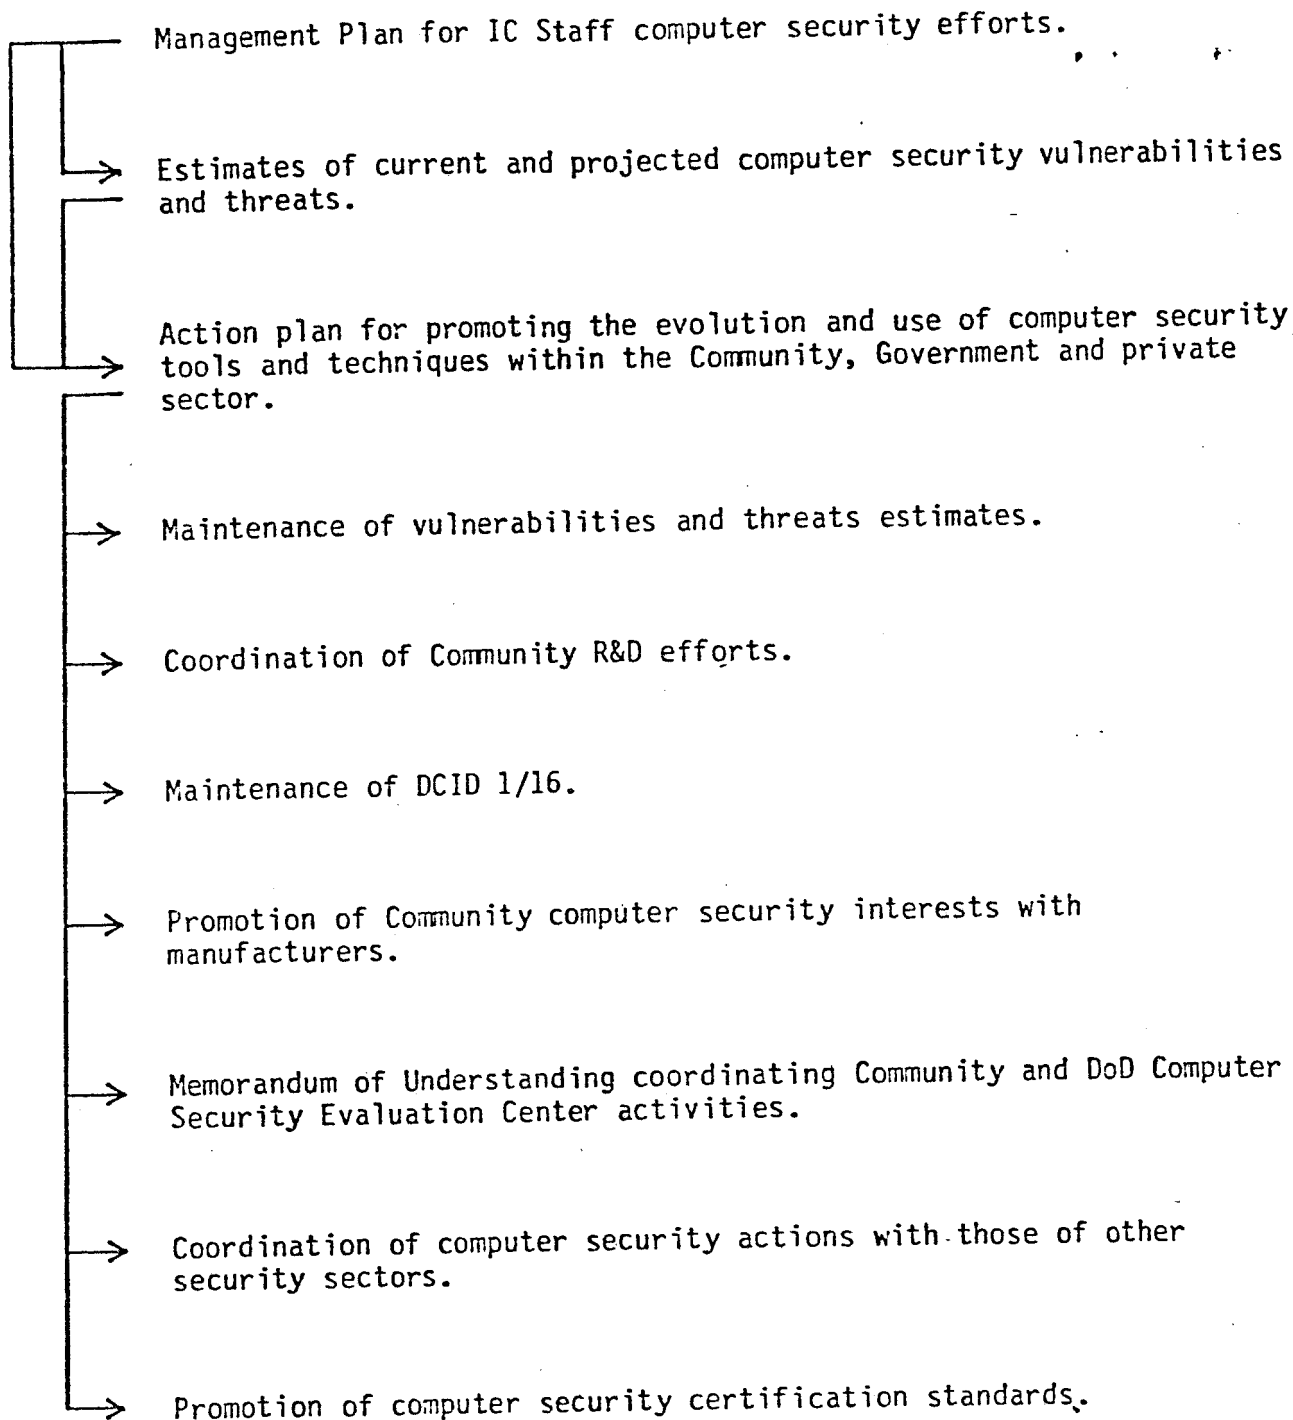 Management Plan for IC Staff computer security efforts.
Estimates of current and projected computer security vulnerabilities
and threats.
Action plan for promoting the evolution and use of computer security
tools and techniques within the Community, Government and private
sector.
Maintenance of vulnerabilities and threats estimates.
Coordination of Community R&D efforts.
Maintenance of DCID 1/16.
Promotion of Community computer security interests with
manufacturers.
Memorandum of Understanding coordinating Community and DoD Computer
Security Evaluation Center activities.
Coordination of computer security actions with those of other
security sectors.
Promotion of computer security certification standards.